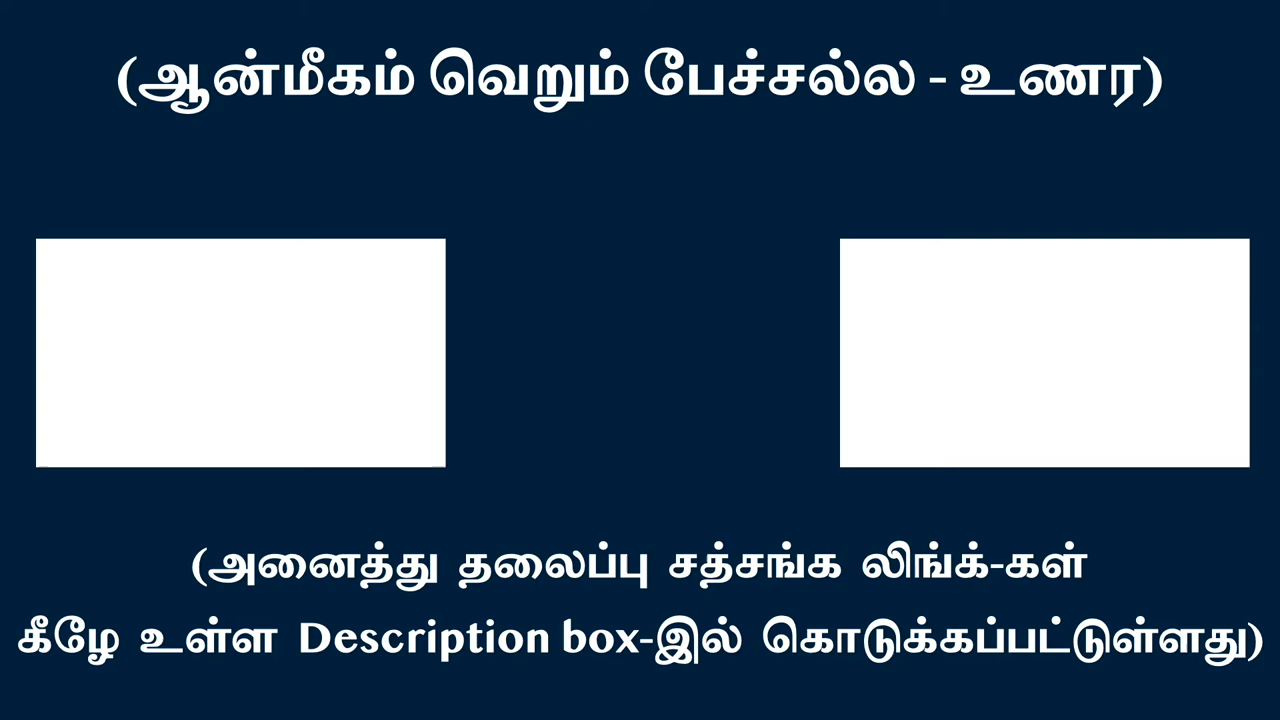 (ஆன்மீகம் வெறும் பேச்சல்ல - உணர)
(அனைத்து தலைப்பு சத்சங்க லிங்க்-கள்
கீழே உள்ள Description box-இல் கொடுக்கப்பட்டுள்ளது)